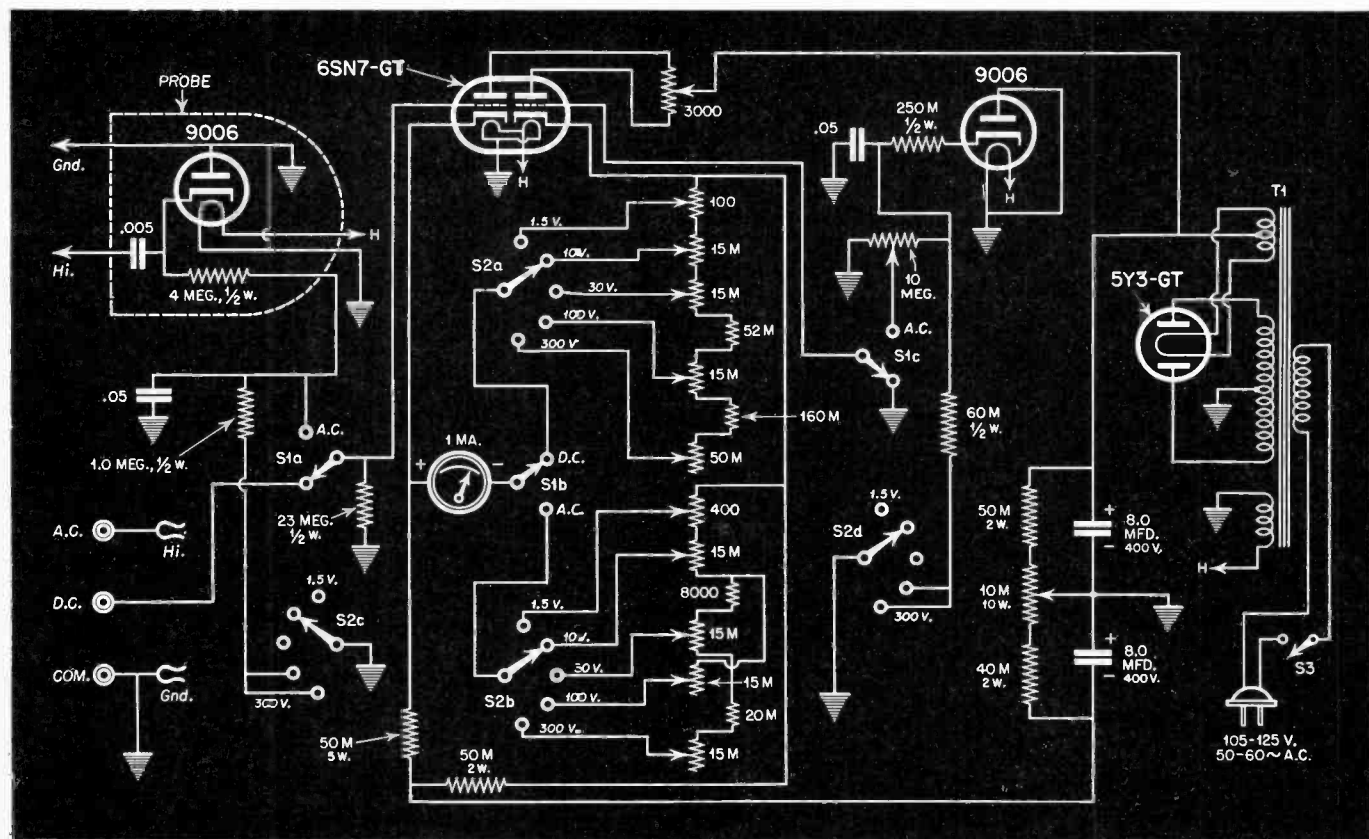 PROBE
9006
Gnd.
.005
Hi.
H
4 MEG., 1/2 W.
6SN7-GT
H
3000
9006
250 M
1/2 W.
.05
H
T1
5Y3-GT
1.5 V.
10 V.
30 V.
100 V.
300 V
S2a
100
15 M
15 M
52 M
15 M
160 M
50 M
10
MEG.
A.C.
S1c
60 M
1/2 W.
.05
1.0 MEG., 1/2 W.
A.C.
S1a
23 MEG.
1/2 W.
1 MA.
+
−
D.C.
S1b
A.C.
400
15 M
8000
15 M
15 M
20 M
15 M
1.5 V.
10 V.
30 V.
100 V.
300 V.
S2b
A.C.
Hi.
D.C.
COM.
Gnd.
1.5 V.
S2c
300 V.
50 M
5 W.
50 M
2 W.
1.5 V.
S2d
300 V.
50 M
2 W.
10 M
10 W.
40 M
2 W.
+
8.0
MFD.
− 400 V.
+
8.0
MFD.
− 400 V.
H
S3
105-125 V.
50-60~ A.C.